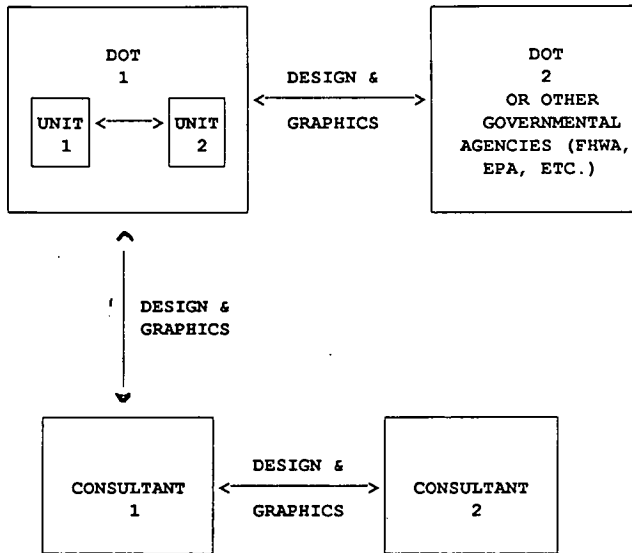 DOT
1
UNIT
1
UNIT
2
DESIGN &
GRAPHICS
DOT
2
OR OTHER
GOVERNMENTAL
AGENCIES (FHWA,
EPA, ETC.)
DESIGN &
GRAPHICS
CONSULTANT
1
DESIGN &
GRAPHICS
CONSULTANT
2